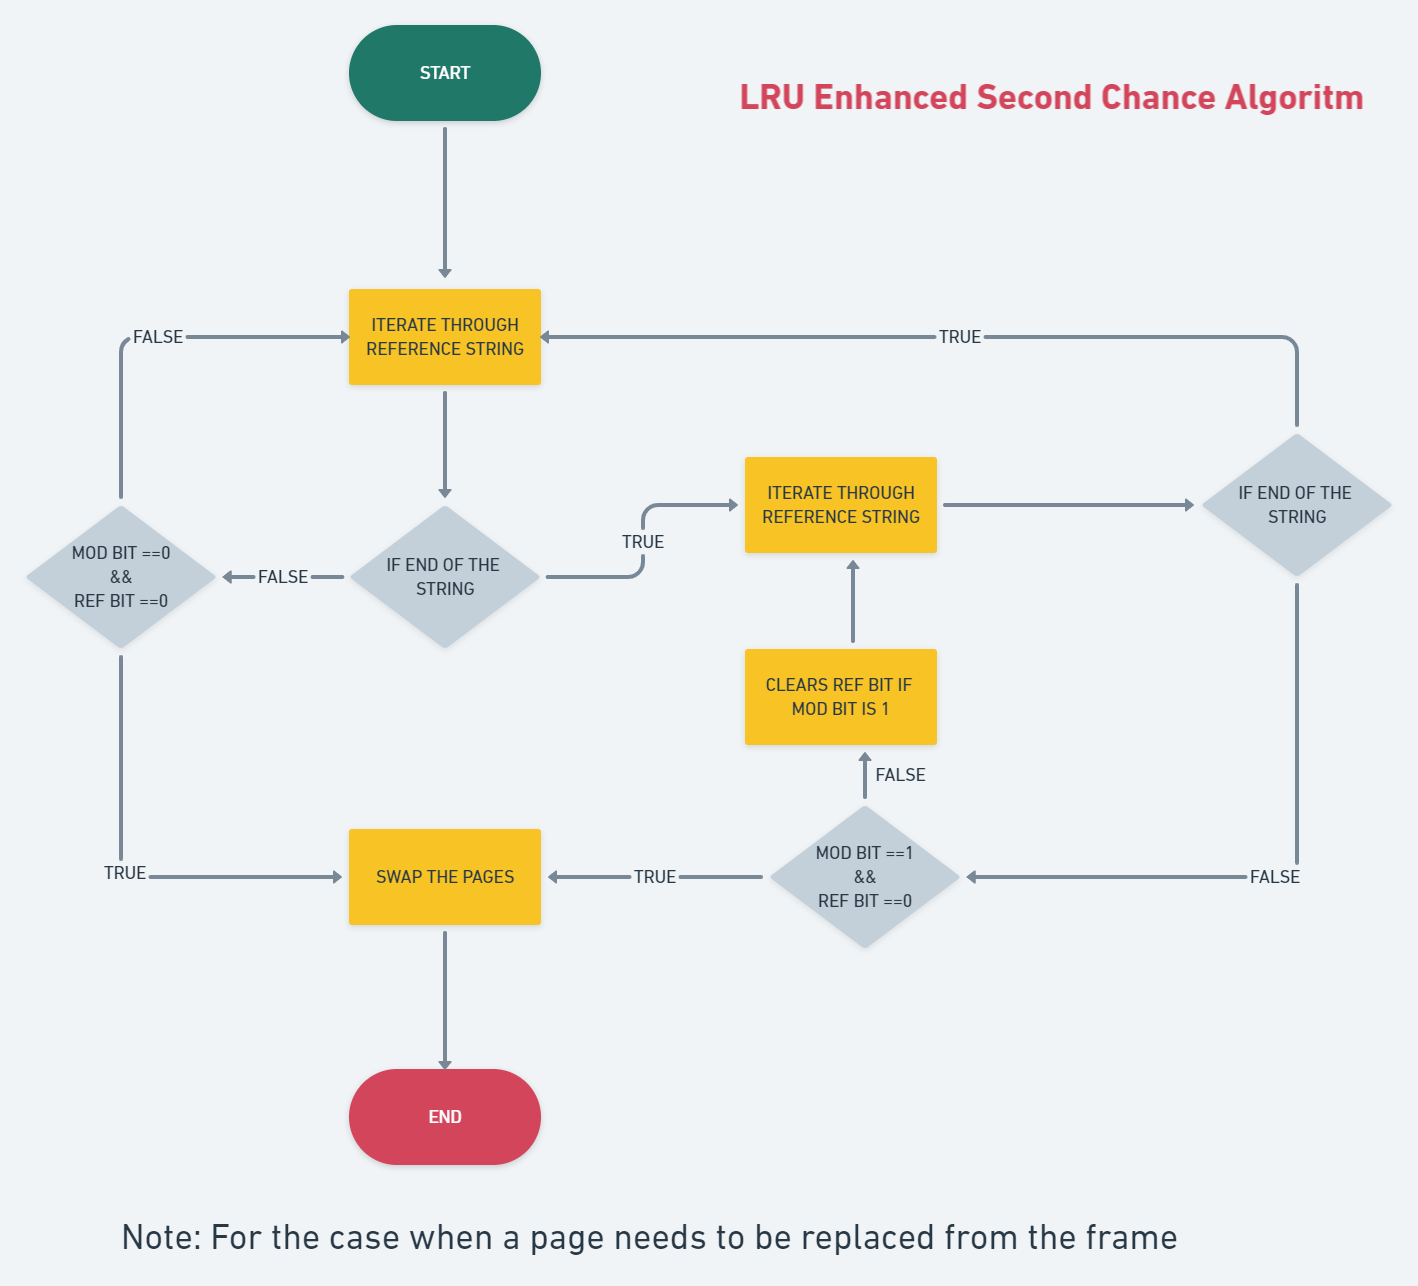 START
LRU Enhanced Second Chance Algoritm
FALSE
ITERATE THROUGH
REFERENCE STRING
TRUE
MOD BIT ==0
&&
REF BIT ==0
FALSE
IF END OF THE
STRING
TRUE
ITERATE THROUGH
REFERENCE STRING
IF END OF THE
STRING
CLEARS REF BIT IF
MOD BIT IS 1
FALSE
TRUE
SWAP THE PAGES
TRUE
MOD BIT ==1
&&
REF BIT ==0
FALSE
END
Note: For the case when a page needs to be replaced from the frame